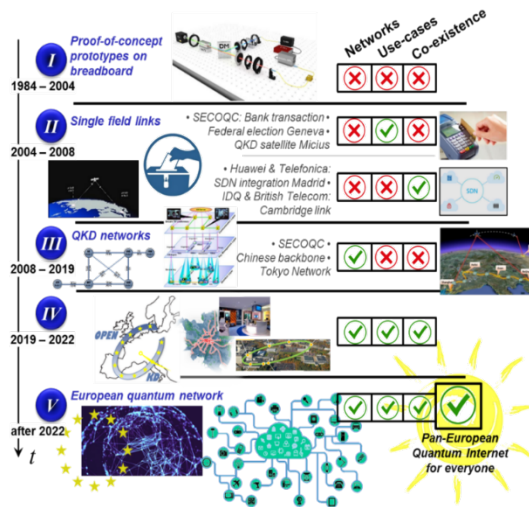 Networks
Use-cases
Co-existence
I
Proof-of-concept
prototypes on
breadboard
DM
1984 – 2004
II
Single field links
2004 – 2008
• SECOQC: Bank transaction
Federal election Geneva •
QKD satellite Micius
• Huawei & Telefonica:
SDN integration Madrid •
IDQ & British Telecom:
Cambridge link
SDN
III
QKD networks
2008 – 2019
• SECOQC •
Chinese backbone •
Tokyo Network
IV
2019 – 2022
OPEN
V
European quantum network
after 2022
t
Pan-European
Quantum Internet
for everyone